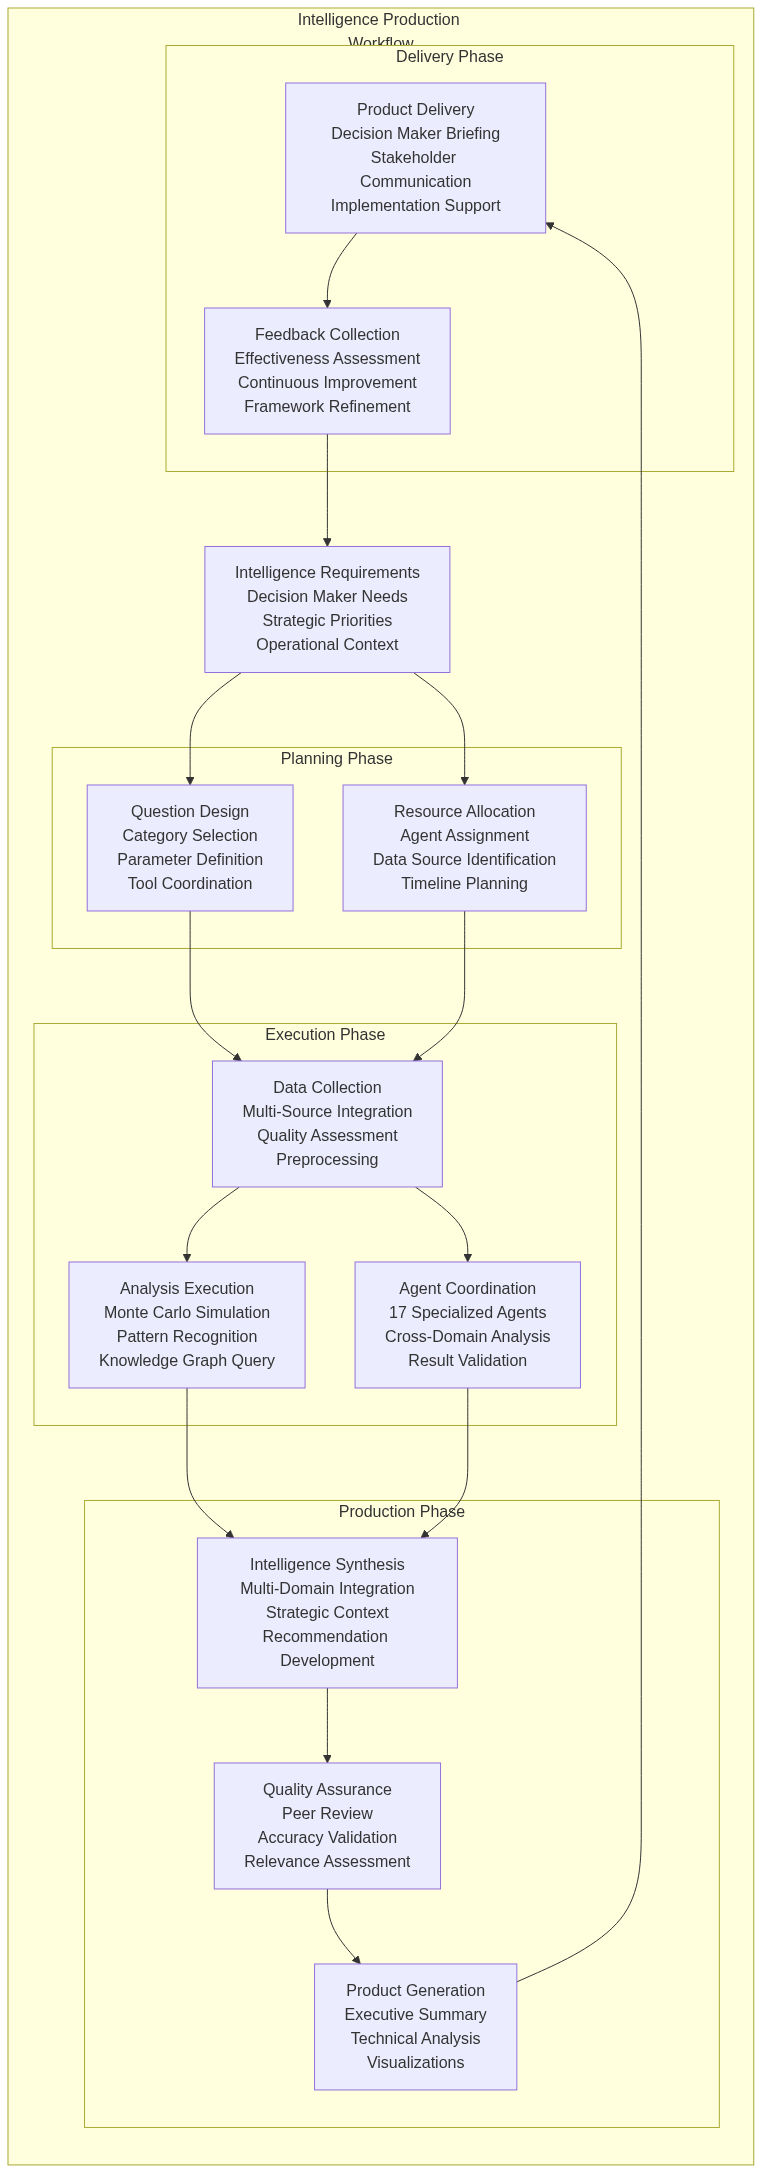 Intelligence Production
Workflow
Delivery Phase
Product Delivery
Decision Maker Briefing
Stakeholder
Communication
Implementation Support
Feedback Collection
Effectiveness Assessment
Continuous Improvement
Framework Refinement
Intelligence Requirements
Decision Maker Needs
Strategic Priorities
Operational Context
Planning Phase
Question Design
Category Selection
Parameter Definition
Tool Coordination
Resource Allocation
Agent Assignment
Data Source Identification
Timeline Planning
Execution Phase
Data Collection
Multi-Source Integration
Quality Assessment
Preprocessing
Analysis Execution
Monte Carlo Simulation
Pattern Recognition
Knowledge Graph Query
Agent Coordination
17 Specialized Agents
Cross-Domain Analysis
Result Validation
Production Phase
Intelligence Synthesis
Multi-Domain Integration
Strategic Context
Recommendation
Development
Quality Assurance
Peer Review
Accuracy Validation
Relevance Assessment
Product Generation
Executive Summary
Technical Analysis
Visualizations